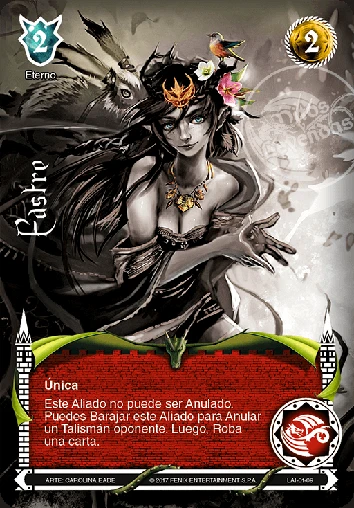 2
Eterno
2
Eastre
Única
Este Aliado no puede ser Anulado.
Puedes Barajar este Aliado para Anular
un Talismán oponente. Luego, Roba
una carta.
ARTE: CAROLINA EADE
© 2017 FENIX ENTERTAINMENT S.P.A.